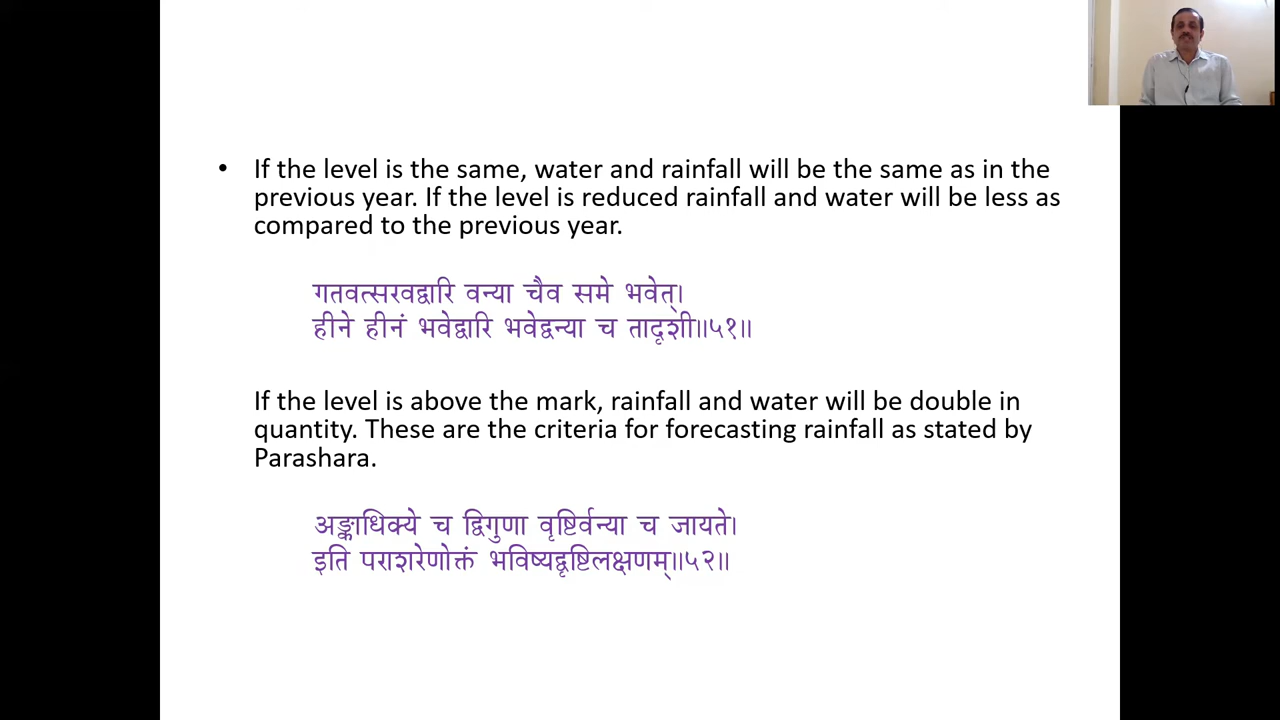 • If the level is the same, water and rainfall will be the same as in the
previous year. If the level is reduced rainfall and water will be less as
compared to the previous year.
गतवत्सरवद्वारि वन्या चैव समे भवेत्।
हीने हीनं भवेद्वारि भवेद्वन्या च तादृशी॥५१॥
If the level is above the mark, rainfall and water will be double in
quantity. These are the criteria for forecasting rainfall as stated by
Parashara.
अङ्काधिक्ये च द्विगुणा वृष्टिर्वन्या च जायते।
इति पराशरेणोक्तं भविष्यद्वृष्टिलक्षणम्॥५२॥